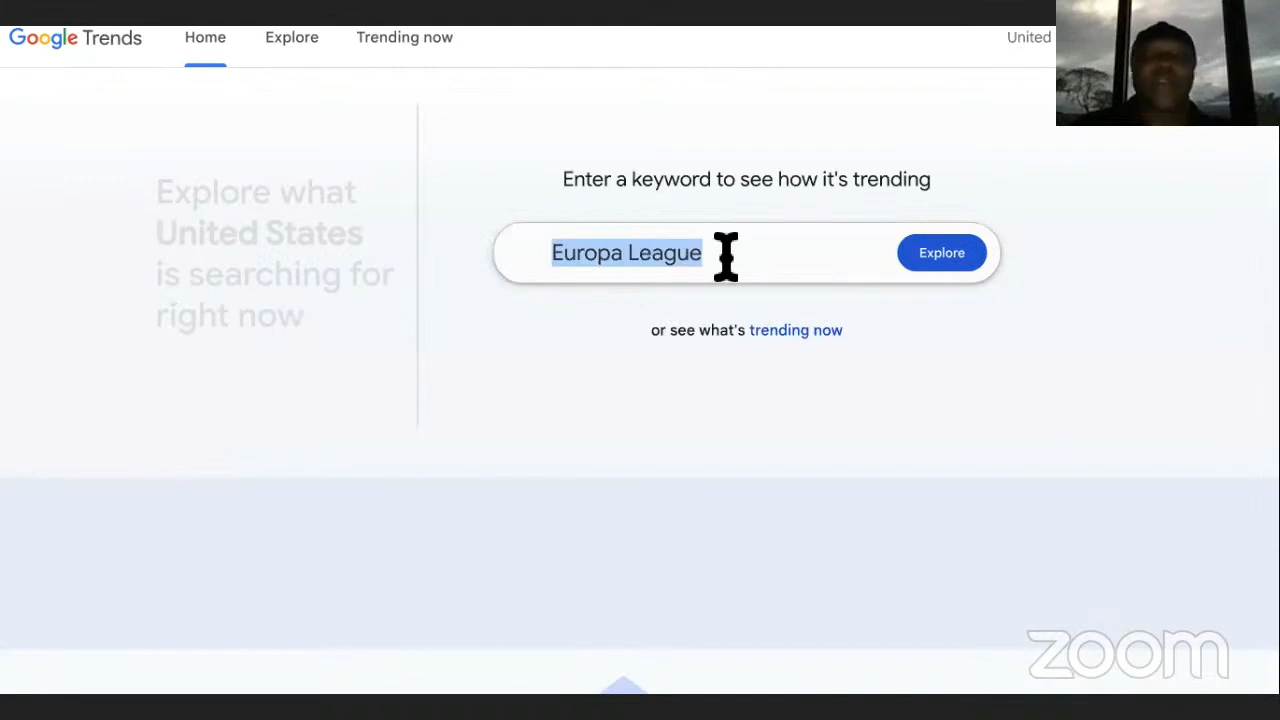 Google Trends
Home
Explore
Trending now
United
Explore what
United States
is searching for
right now
Enter a keyword to see how it's trending
Europa League
Explore
or see what's trending now
zoom